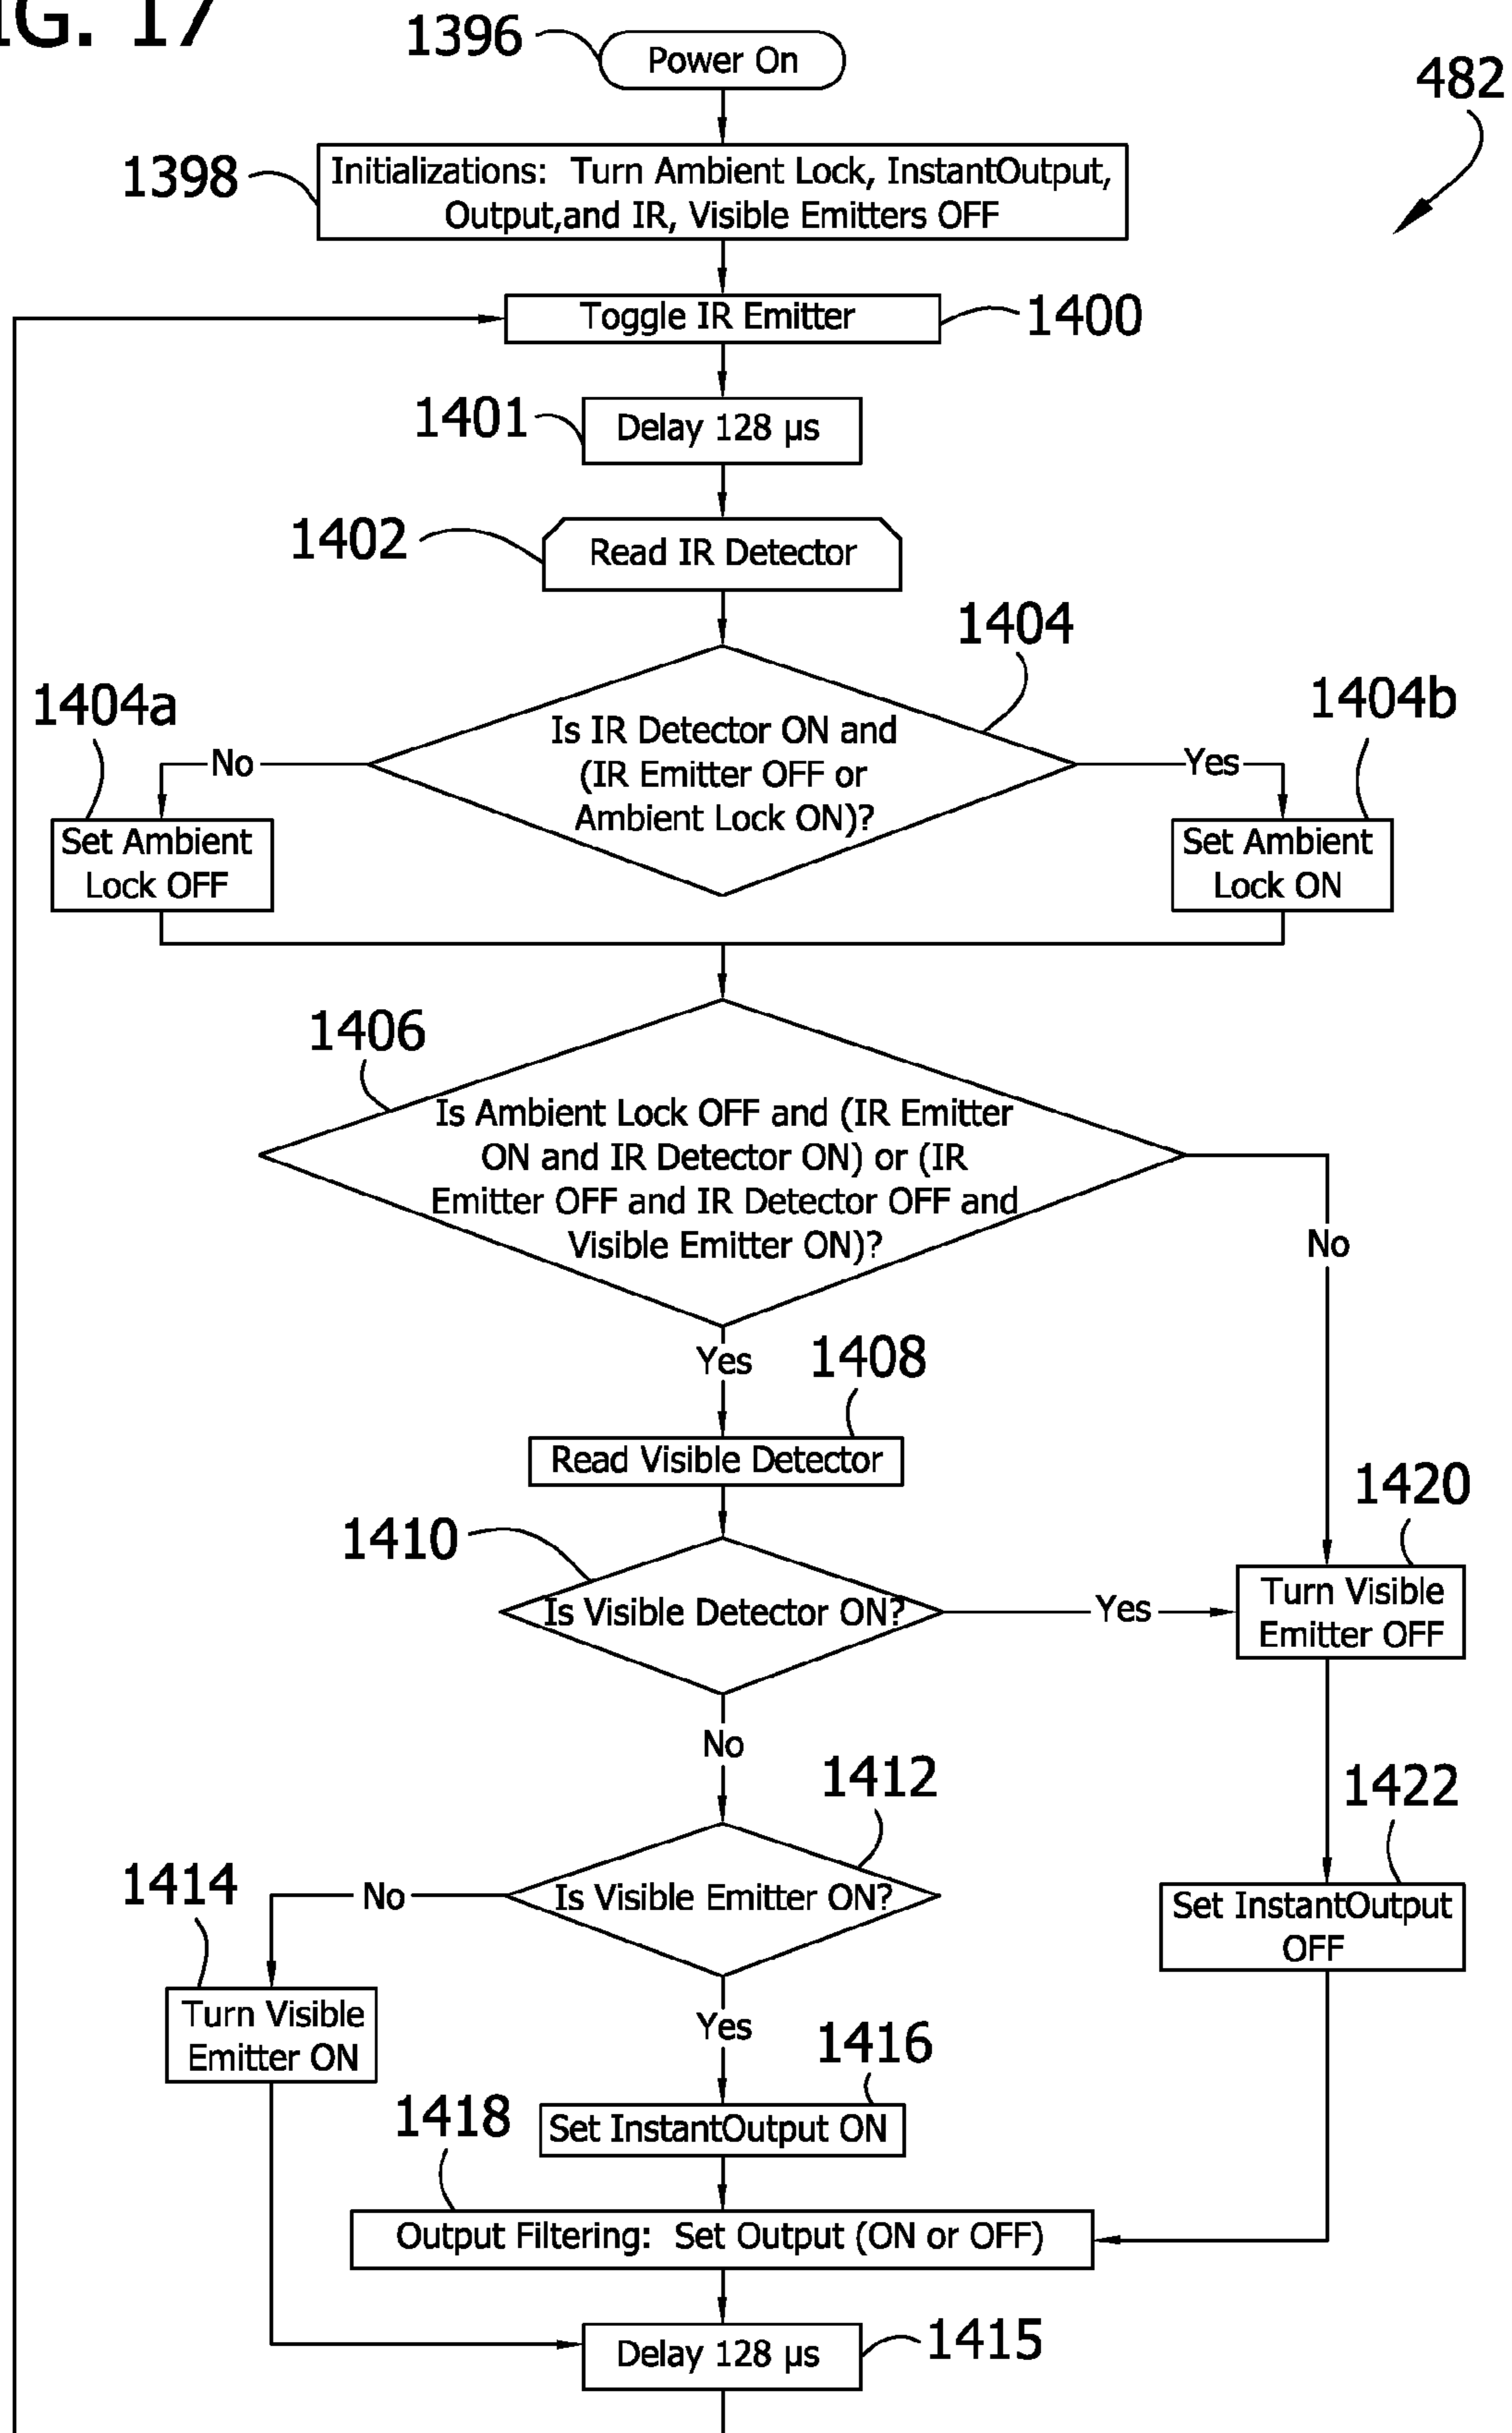 FIG. 17
1396
Power On
482
1398
Initializations: Turn Ambient Lock, InstantOutput,
Output,and IR, Visible Emitters OFF
Toggle IR Emitter
1400
1401
Delay 128 µs
1402
Read IR Detector
1404
1404a
1404b
Is IR Detector ON and
(IR Emitter OFF or
Ambient Lock ON)?
No
Yes
Set Ambient
Lock OFF
Set Ambient
Lock ON
1406
Is Ambient Lock OFF and (IR Emitter
ON and IR Detector ON) or (IR
Emitter OFF and IR Detector OFF and
Visible Emitter ON)?
No
Yes
1408
Read Visible Detector
1420
1410
Is Visible Detector ON?
Yes
Turn Visible
Emitter OFF
No
1412
1422
1414
No
Is Visible Emitter ON?
Set InstantOutput
OFF
Turn Visible
Emitter ON
Yes
1416
Set InstantOutput ON
1418
Output Filtering: Set Output (ON or OFF)
Delay 128 µs
1415